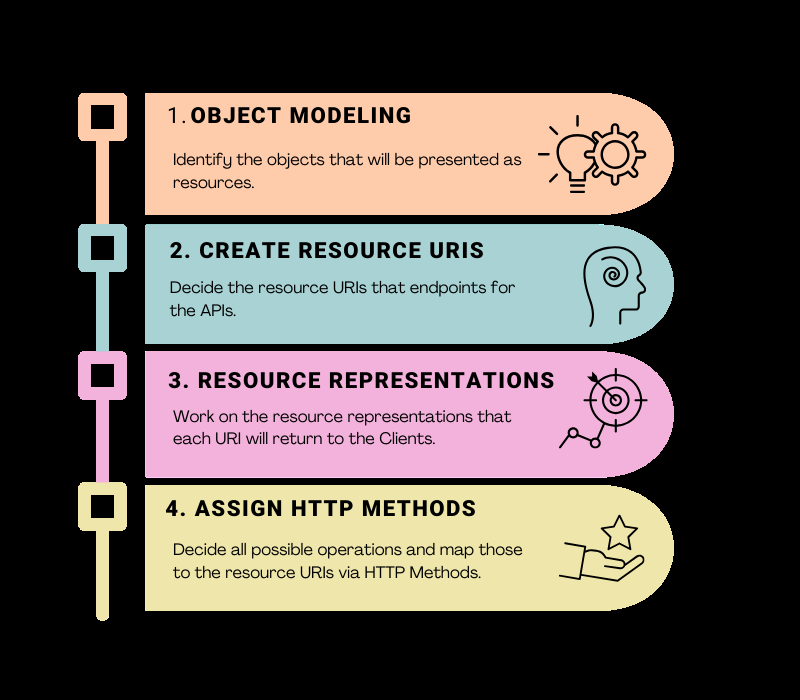 1. OBJECT MODELING
Identify the objects that will be presented as
resources.
2. CREATE RESOURCE URIS
Decide the resource URIs that endpoints for
the APIs.
3. RESOURCE REPRESENTATIONS
Work on the resource representations that
each URI will return to the Clients.
4. ASSIGN HTTP METHODS
Decide all possible operations and map those
to the resource URIs via HTTP Methods.